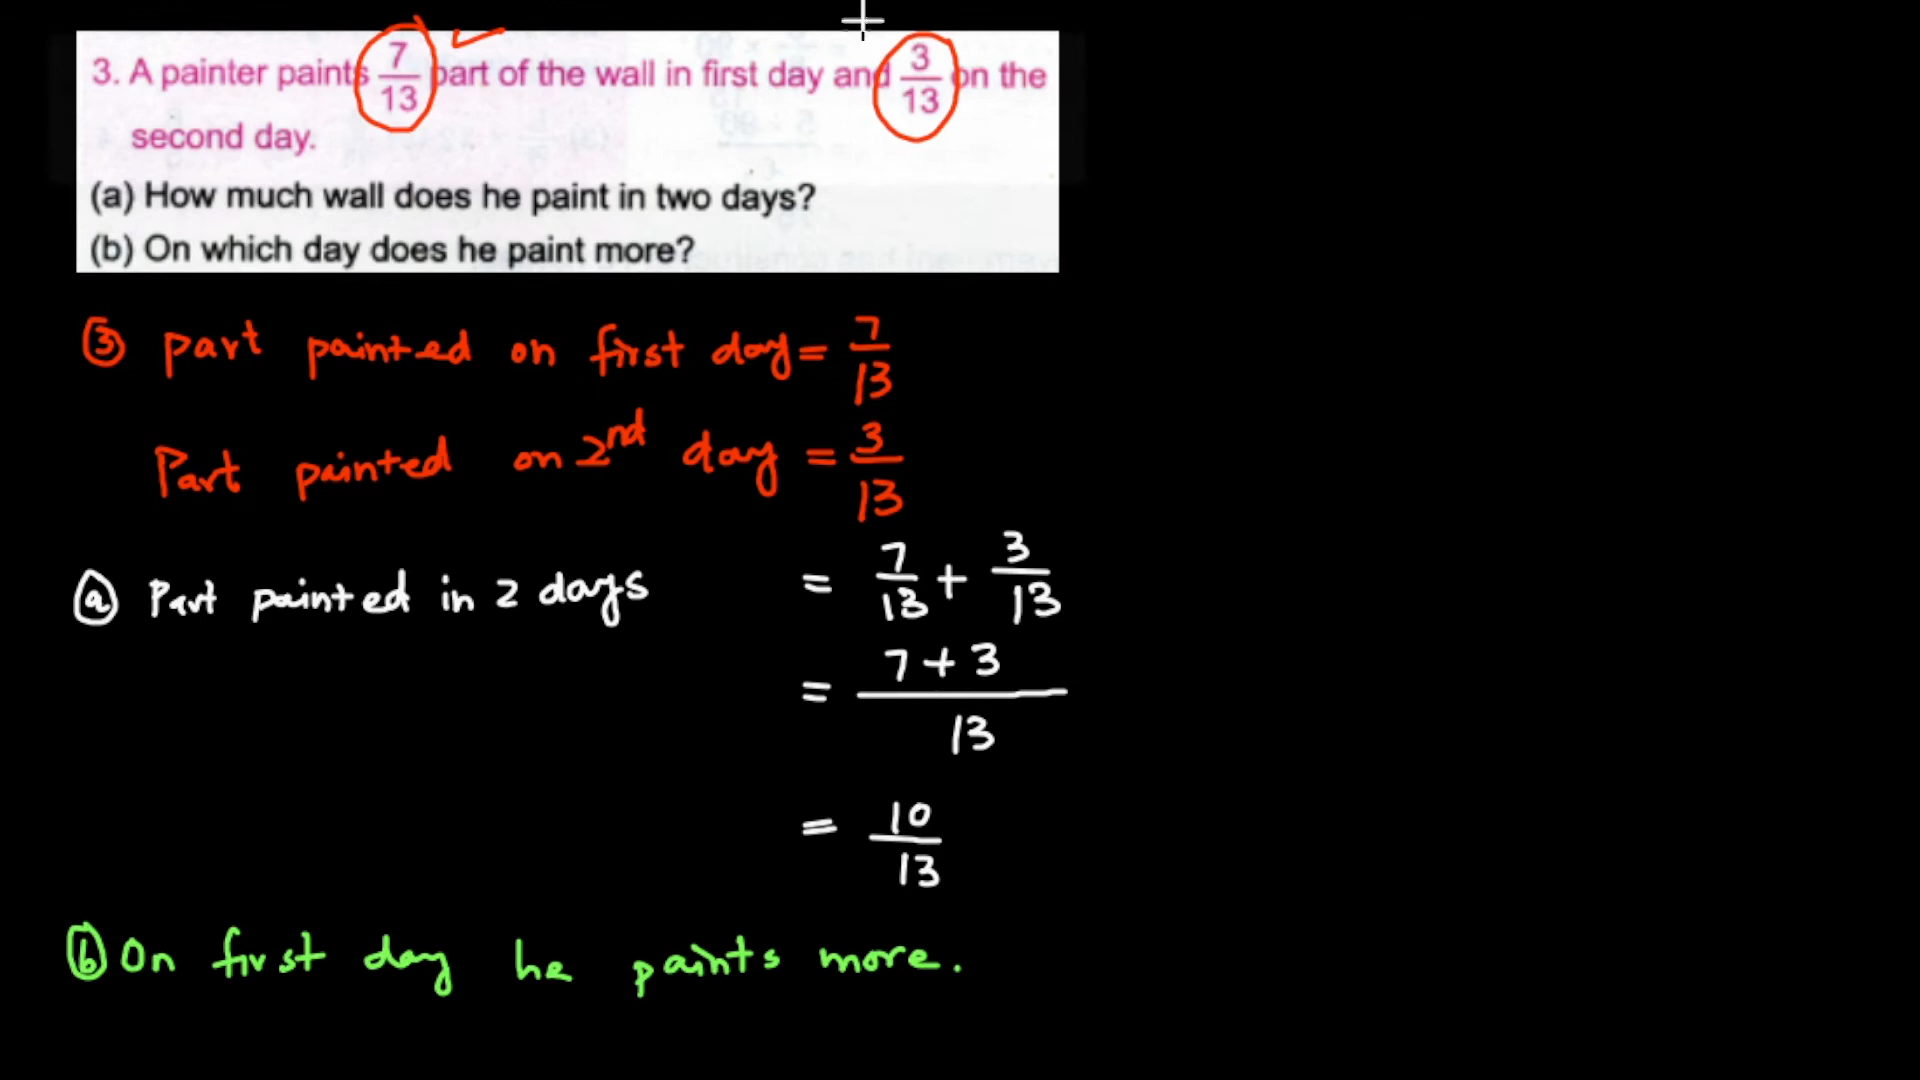 3. A painter paints 7/13 part of the wall in first day and 3/13 on the
second day.
(a) How much wall does he paint in two days?
(b) On which day does he paint more?
③ Part painted on first day = 7/13
Part painted on 2nd day = 3/13
ⓐ Part painted in 2 days = 7/13 + 3/13
= 7 + 3 / 13
= 10/13
ⓑ On first day he paints more.